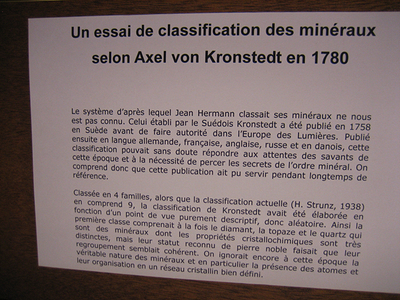 Un essai de classification des minéraux
selon Axel von Kronstedt en 1780
Le système d'après lequel Jean Hermann classait ses minéraux ne nous
est pas connu. Celui établi par le Suédois Kronstedt a été publié en 1758
en Suède avant de faire autorité dans l'Europe des Lumières. Publié
ensuite en langue allemande, française, anglaise, russe et en danois, cette
classification pouvait sans doute répondre aux attentes des savants de
cette époque et à la nécessité de percer les secrets de l'ordre minéral. On
comprend donc que cette publication ait pu servir pendant longtemps de
référence.
Classée en 4 familles, alors que la classification actuelle (H. Strunz, 1938)
en comprend 9, la classification de Kronstedt avait été élaborée en
fonction d'un point de vue purement descriptif, donc aléatoire. Ainsi la
première classe comprenait à la fois le diamant, la topaze et le quartz qui
sont des minéraux dont les propriétés cristallochimiques sont très
distinctes, mais leur statut reconnu de pierre noble faisait que leur
regroupement semblait cohérent. On ignorait encore à cette époque la
véritable nature des minéraux et en particulier la présence des atomes et
leur organisation en un réseau cristallin bien défini.